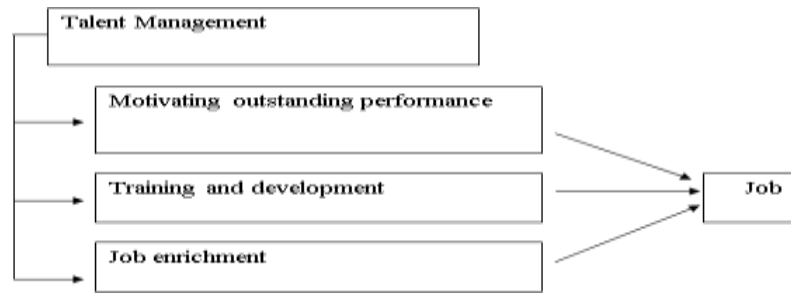 Talent Management
Motivating outstanding performance
Training and development
Job
Job enrichment